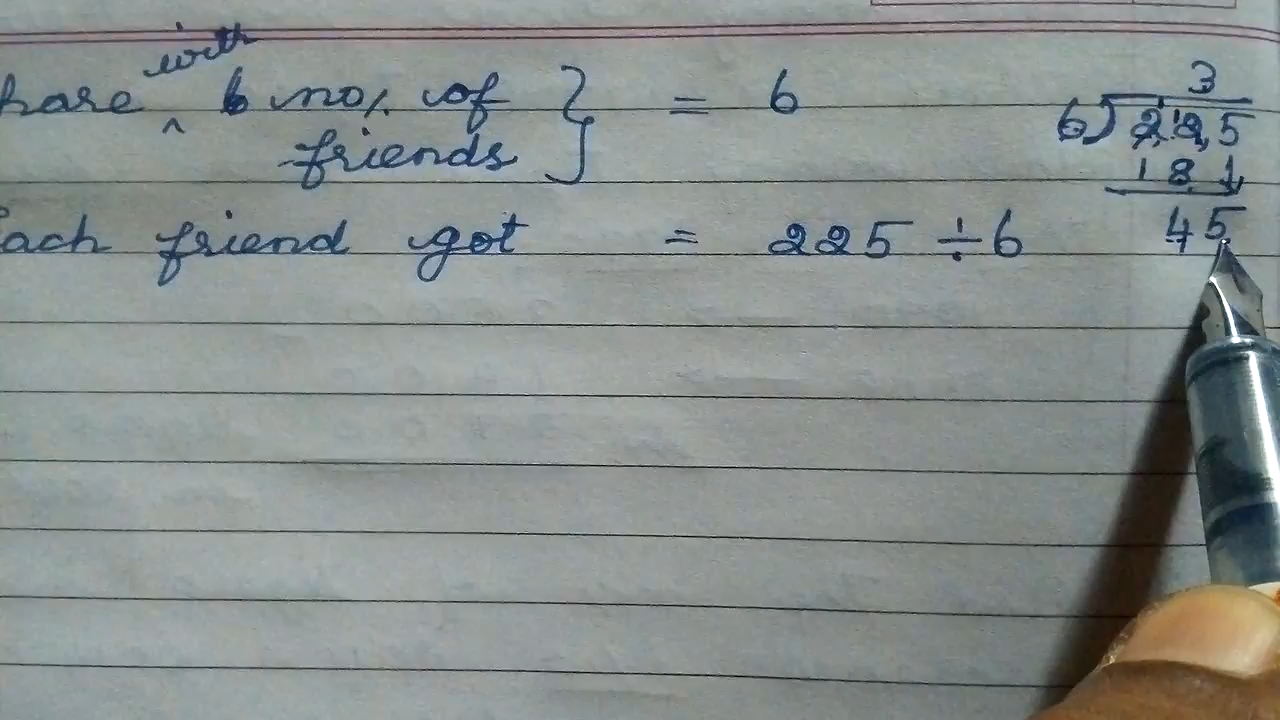 with
hare ^ 6 no/. of } = 6
friends
ach friend got = 225 ÷ 6
3
6) 225
18↓
45